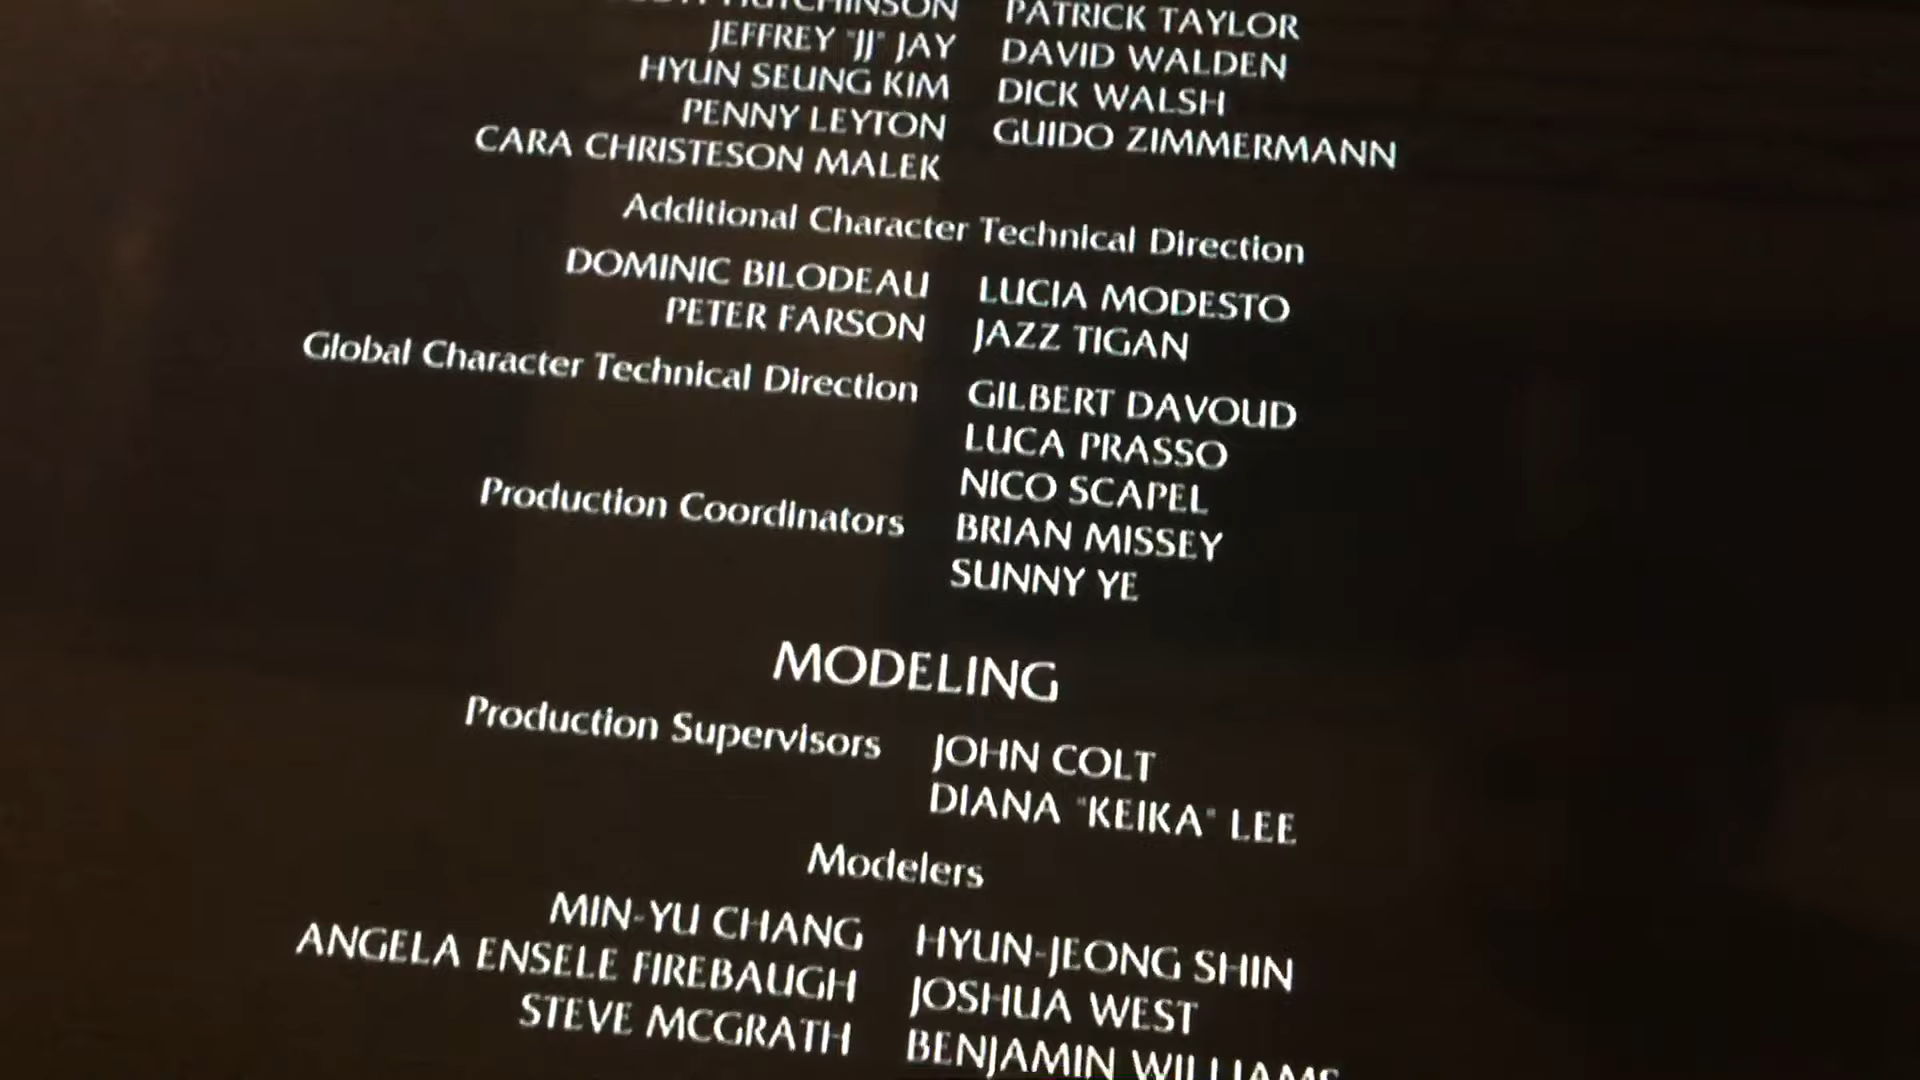 HUTCHINSON PATRICK TAYLOR
JEFFREY "JJ" JAY DAVID WALDEN
HYUN SEUNG KIM DICK WALSH
PENNY LEYTON GUIDO ZIMMERMANN
CARA CHRISTESON MALEK
Additional Character Technical Direction
DOMINIC BILODEAU LUCIA MODESTO
PETER FARSON JAZZ TIGAN
Global Character Technical Direction GILBERT DAVOUD
LUCA PRASSO
NICO SCAPEL
Production Coordinators BRIAN MISSEY
SUNNY YE
MODELING
Production Supervisors JOHN COLT
DIANA "KEIKA" LEE
Modelers
MIN-YU CHANG HYUN-JEONG SHIN
ANGELA ENSELE FIREBAUGH JOSHUA WEST
STEVE MCGRATH BENJAMIN WILLIAMS